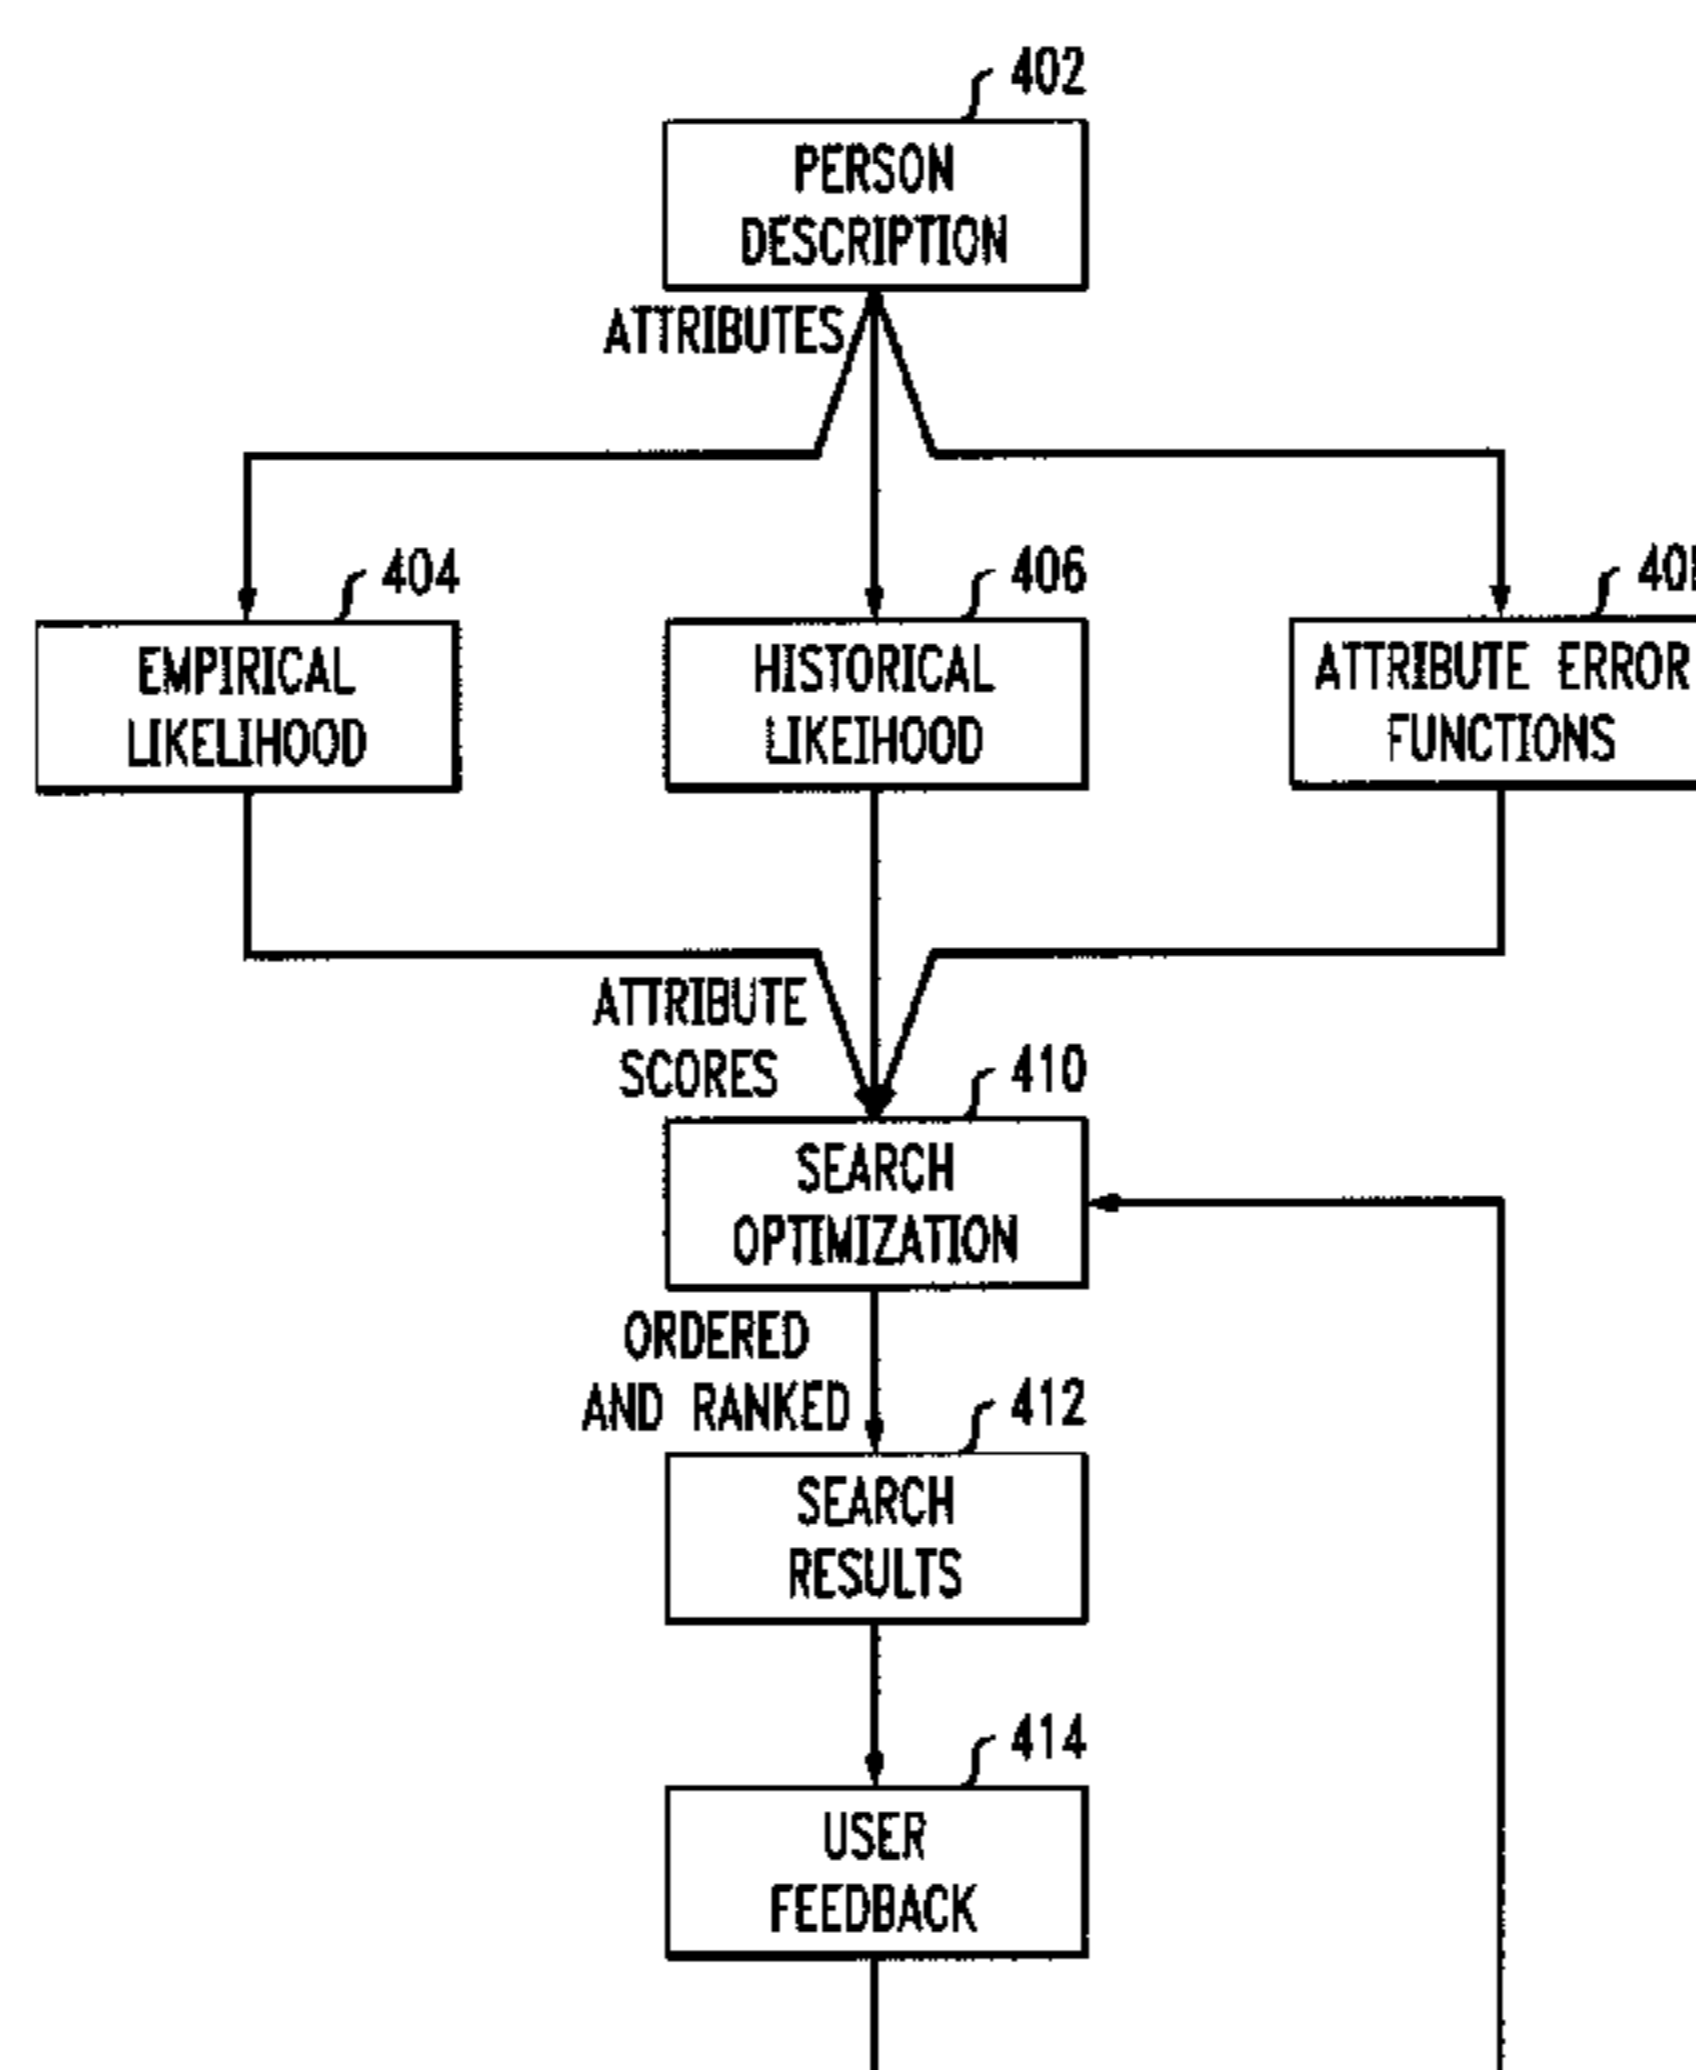 402
PERSON
DESCRIPTION
ATTRIBUTES
404
406
EMPIRICAL
LIKELIHOOD
HISTORICAL
LIKEIHOOD
ATTRIBUTE ERROR
FUNCTIONS
ATTRIBUTE
SCORES
410
SEARCH
OPTIMIZATION
ORDERED
AND RANKED
412
SEARCH
RESULTS
414
USER
FEEDBACK